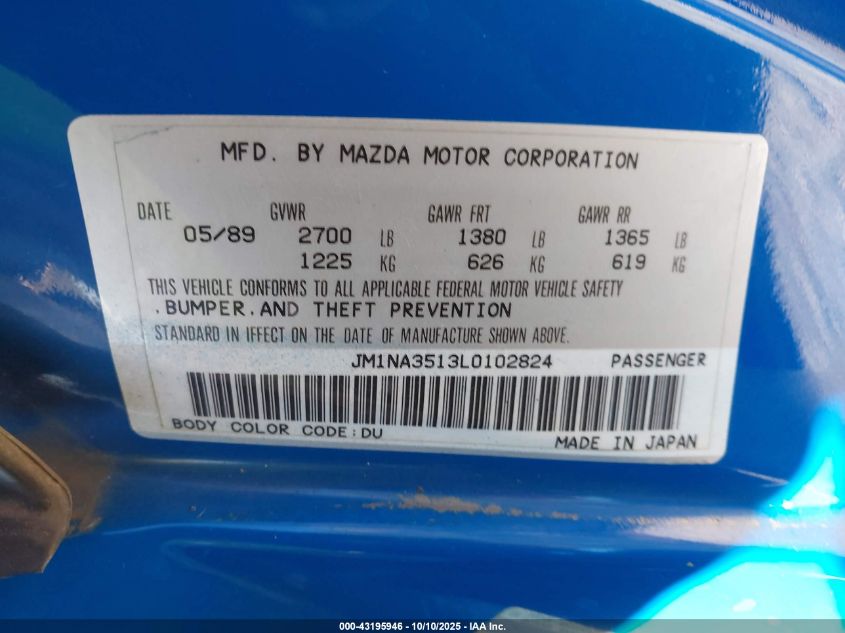 MFD. BY MAZDA MOTOR CORPORATION
DATE GVWR GAWR FRT GAWR RR
05/89 2700 LB 1380 LB 1365 LB
1225 KG 626 KG 619 KG
THIS VEHICLE CONFORMS TO ALL APPLICABLE FEDERAL MOTOR VEHICLE SAFETY
.BUMPER.AND THEFT PREVENTION
STANDARD IN IFFECT ON THE DATE OF MANUFACTURE SHOWN ABOVE.
JM1NA3513L0102824 PASSENGER
BODY COLOR CODE:DU
MADE IN JAPAN
000-43195946 - 10/10/2025 - IAA, Inc.